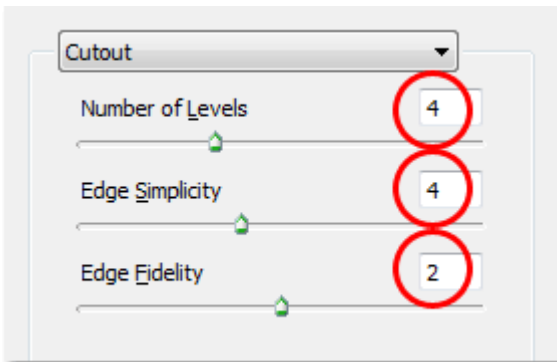 Cutout
Number of Levels 4
Edge Simplicity 4
Edge Fidelity 2